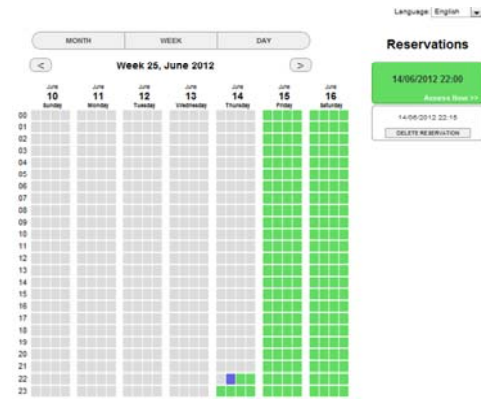 Language: English
MONTH WEEK DAY
Reservations
< Week 25, June 2012 >
14/06/2012 22:00
Access Now >>
June June June June June June June
10 11 12 13 14 15 16
Sunday Monday Tuesday Wednesday Thursday Friday Saturday
14/06/2012 22:15
DELETE RESERVATION
00
01
02
03
04
05
06
07
08
09
10
11
12
13
14
15
16
17
18
19
20
21
22
23